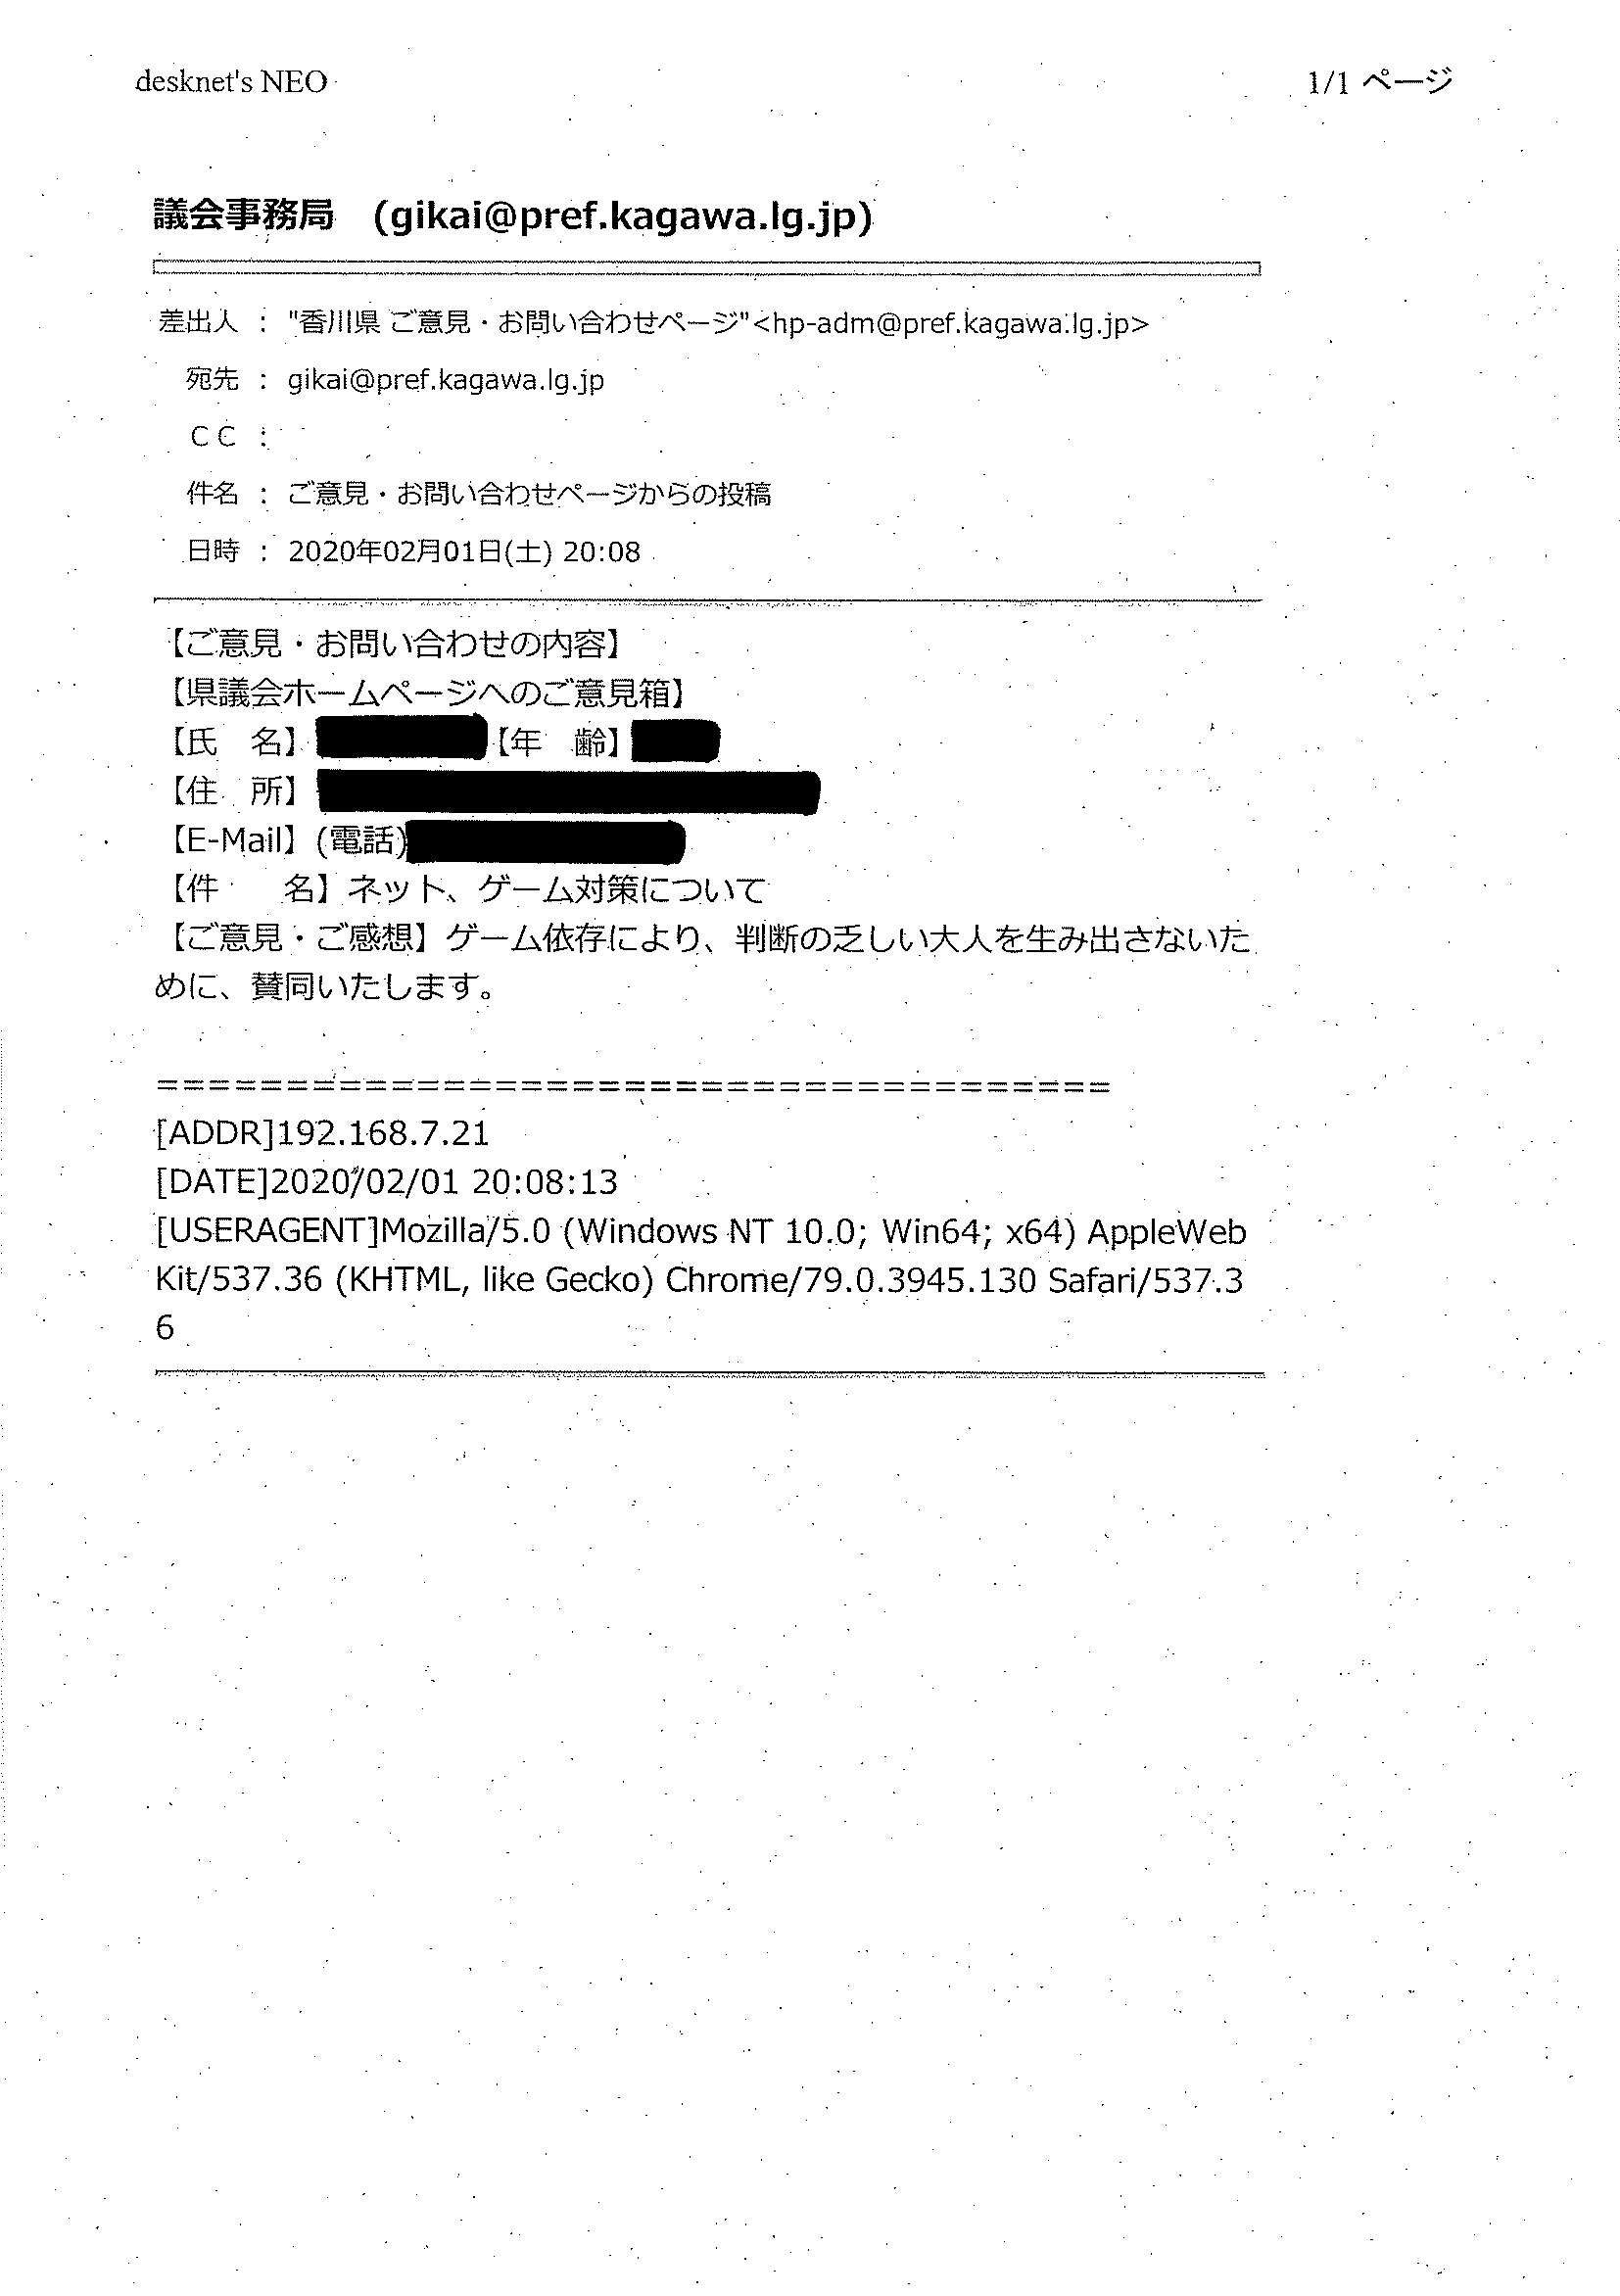 desknet's NEO
1/1 ページ
議会事務局　(gikai@pref.kagawa.lg.jp)
差出人 ： "香川県 ご意見・お問い合わせページ"<hp-adm@pref.kagawa.lg.jp>
宛先 ： gikai@pref.kagawa.lg.jp
CC ：
件名 ： ご意見・お問い合わせページからの投稿
日時 ： 2020年02月01日(土) 20:08
【ご意見・お問い合わせの内容】
【県議会ホームページへのご意見箱】
【氏　名】【年　齢】
【住　所】
【E-Mail】(電話)
【件　　名】ネット、ゲーム対策について
【ご意見・ご感想】ゲーム依存により、判断の乏しい大人を生み出さないた
めに、賛同いたします。
=====================================
[ADDR]192.168.7.21
[DATE]2020/02/01 20:08:13
[USERAGENT]Mozilla/5.0 (Windows NT 10.0; Win64; x64) AppleWeb
Kit/537.36 (KHTML, like Gecko) Chrome/79.0.3945.130 Safari/537.3
6